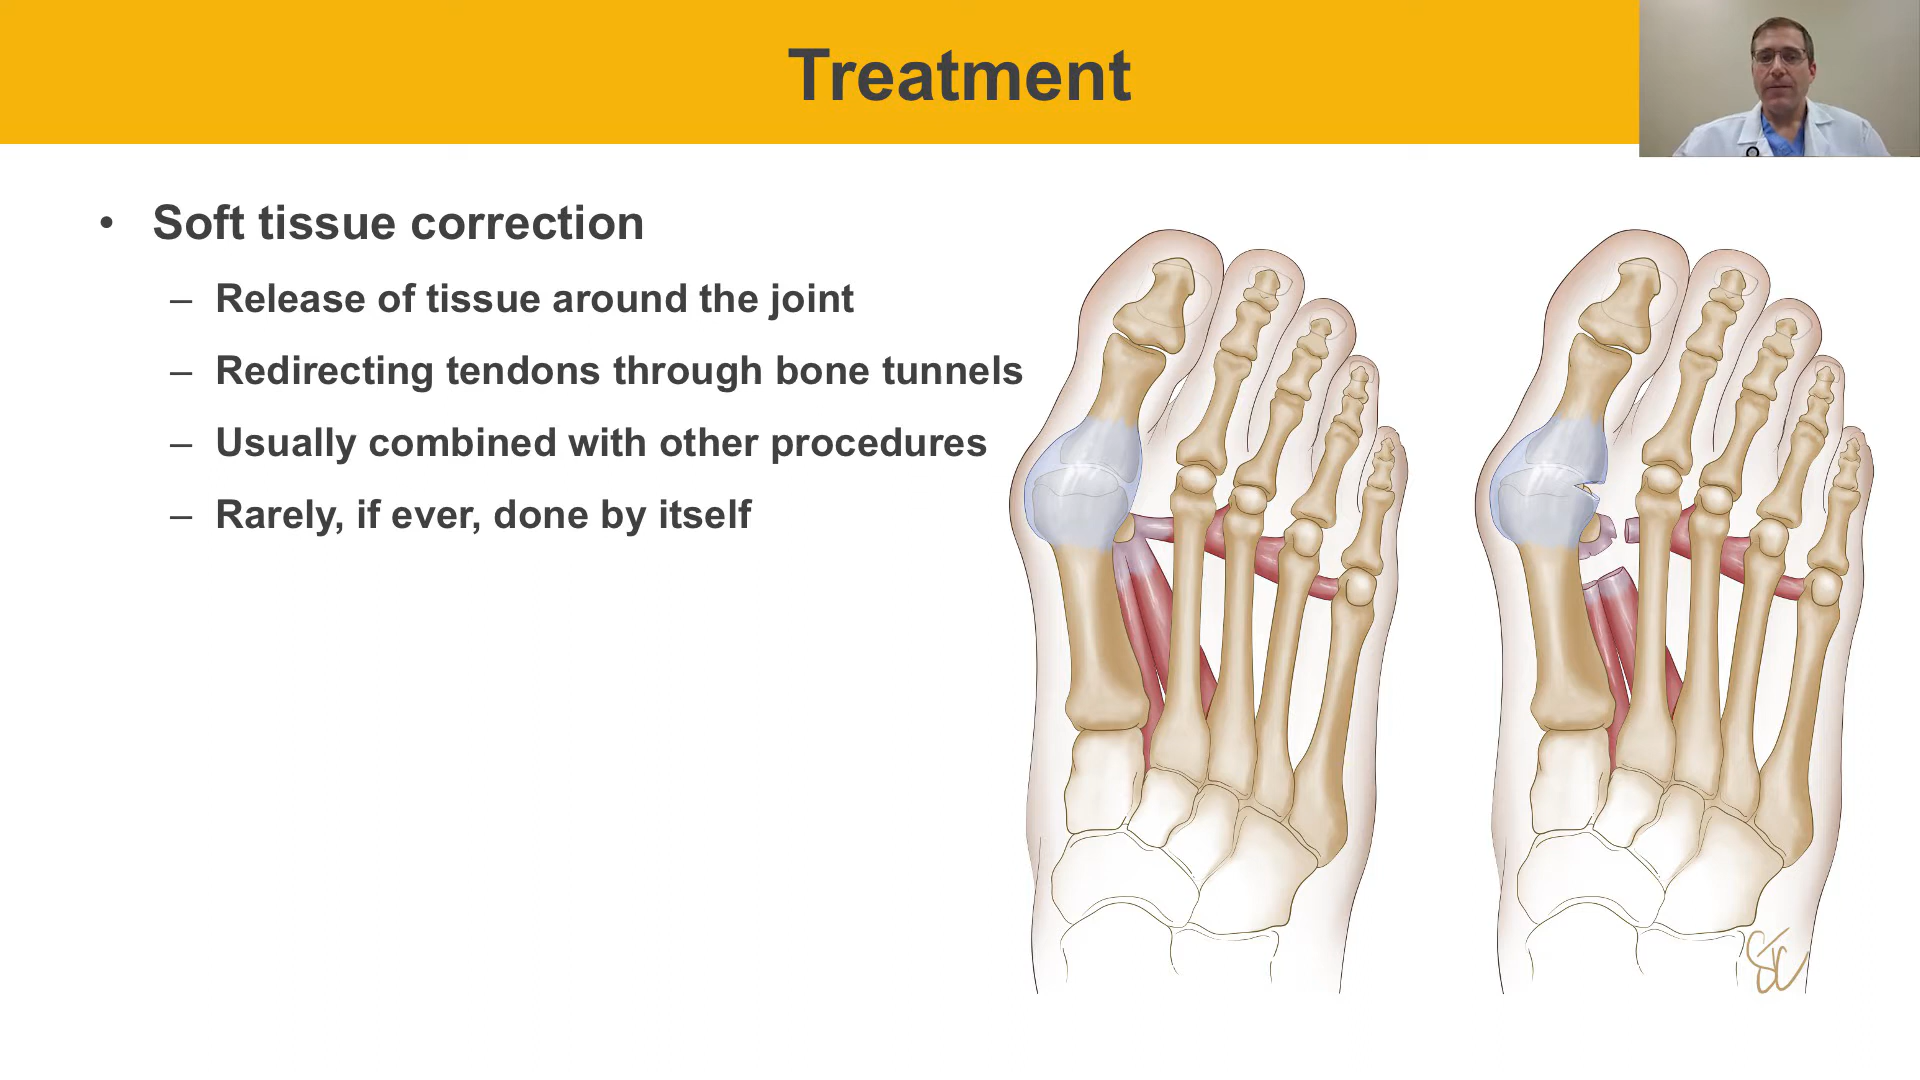 Treatment
• Soft tissue correction
– Release of tissue around the joint
– Redirecting tendons through bone tunnels
– Usually combined with other procedures
– Rarely, if ever, done by itself